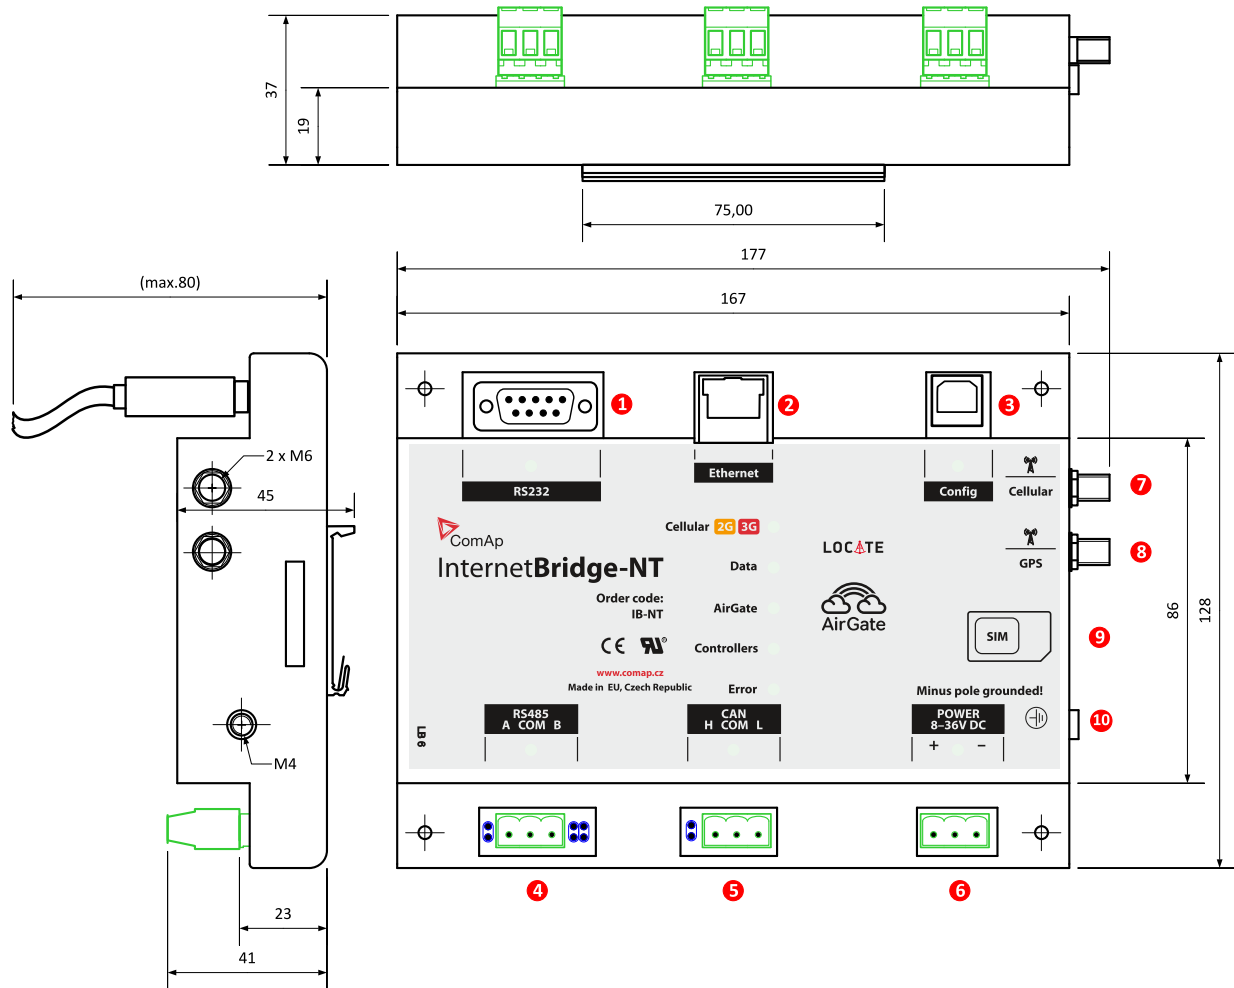 37
19
75,00
177
(max.80)
167
1
2
3
2 x M6
45
RS232
Ethernet
Config
Cellular
7
ComAp
InternetBridge-NT
Order code:
IB-NT
CE
RU®
www.comap.cz
Made in EU, Czech Republic
Cellular 2G 3G
Data
AirGate
Controllers
Error
LOCATE
AirGate
GPS
8
SIM
9
86
128
Minus pole grounded!
RS485
A COM B
CAN
H COM L
POWER
8–36V DC
+ −
10
LB6
M4
4
5
6
23
41